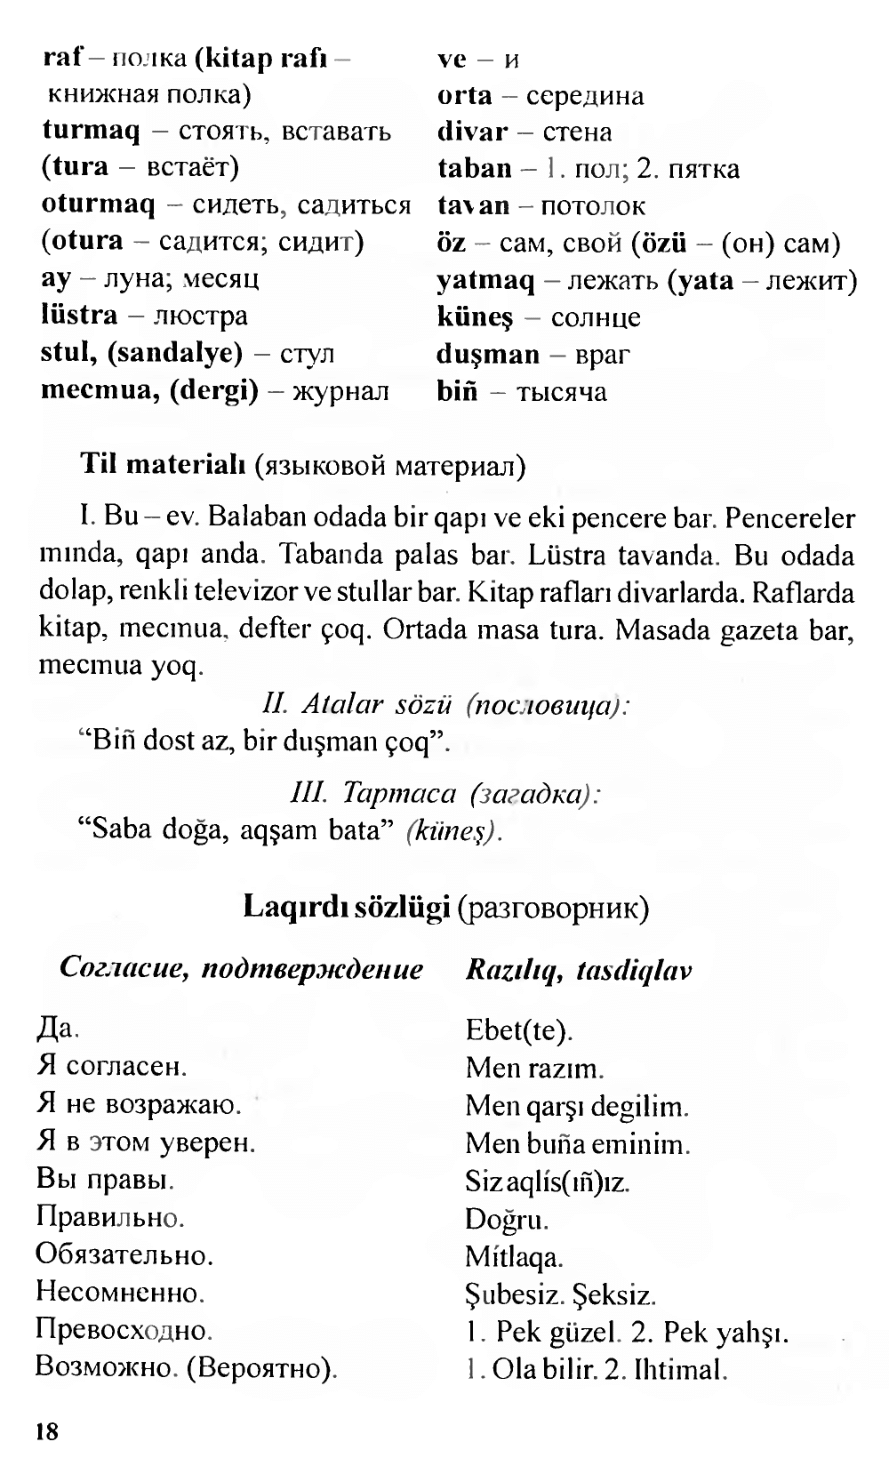 raf – полка (kitap rafı –
книжная полка)
turmaq – стоять, вставать
(tura – встаёт)
oturmaq – сидеть, садиться
(otura – садится; сидит)
ay – луна; месяц
lüstra – люстра
stul, (sandalye) – стул
mecmua, (dergi) – журнал
ve – и
orta – середина
divar – стена
taban – 1. пол; 2. пятка
tavan – потолок
öz – сам, свой (özü – (он) сам)
yatmaq – лежать (yata – лежит)
küneş – солнце
duşman – враг
biñ – тысяча
Til materialı (языковой материал)
I. Bu – ev. Balaban odada bir qapı ve eki pencere bar. Pencereler
mında, qapı anda. Tabanda palas bar. Lüstra tavanda. Bu odada
dolap, renkli televizor ve stullar bar. Kitap rafları divarlarda. Raflarda
kitap, mecmua, defter çoq. Ortada masa tura. Masada gazeta bar,
mecmua yoq.
II. Atalar sözü (пословица):
“Biñ dost az, bir duşman çoq”.
III. Tapmaca (загадка):
“Saba doğa, aqşam bata” (küneş).
Laqırdı sözlügi (разговорник)
Согласие, подтверждение
Razılıq, tasdiqlav
Да.
Ebet(te).
Я согласен.
Men razım.
Я не возражаю.
Men qarşı degilim.
Я в этом уверен.
Men buña eminim.
Вы правы.
Siz aqlís(ıñ)ız.
Правильно.
Doğru.
Обязательно.
Mítlaqa.
Несомненно.
Şubesiz. Şeksiz.
Превосходно.
1. Pek güzel. 2. Pek yahşı.
Возможно. (Вероятно).
1. Ola bilir. 2. Ihtimal.
18